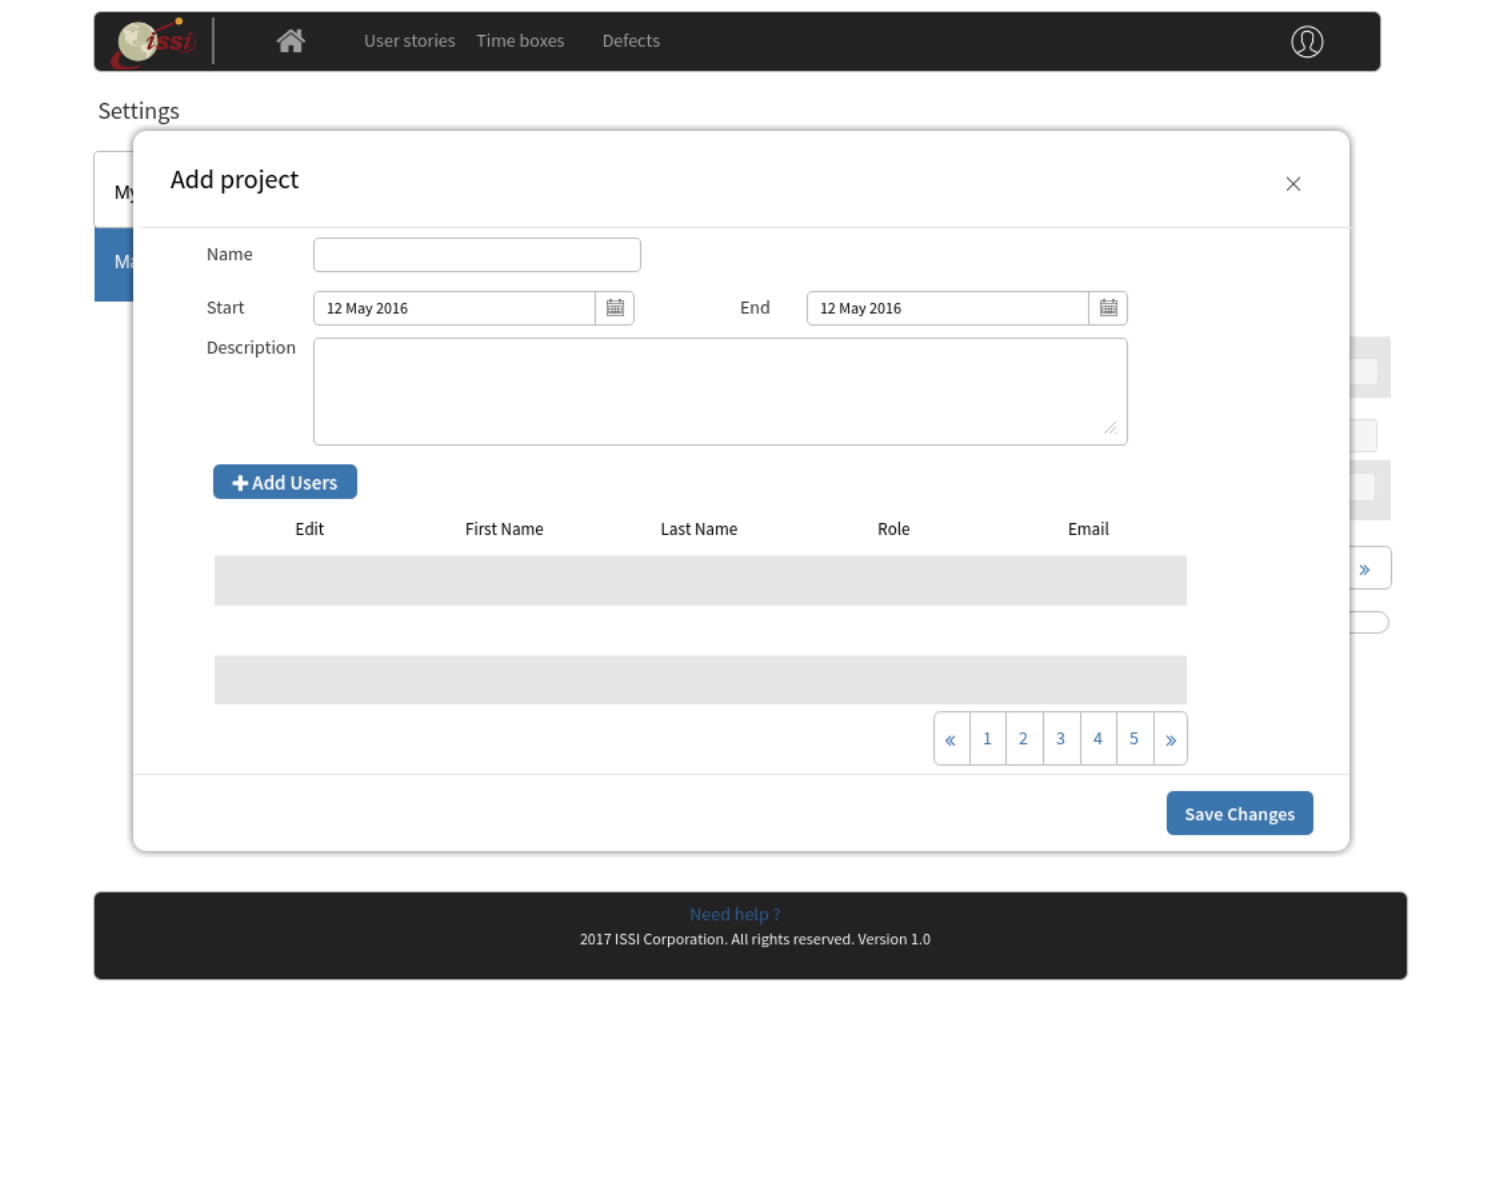 issi
User stories Time boxes Defects
Settings
Add project
My
Ma
Name
Start 12 May 2016 End 12 May 2016
Description
Add Users
Edit First Name Last Name Role Email
»
« 1 2 3 4 5 »
Save Changes
Need help ?
2017 ISSI Corporation. All rights reserved. Version 1.0